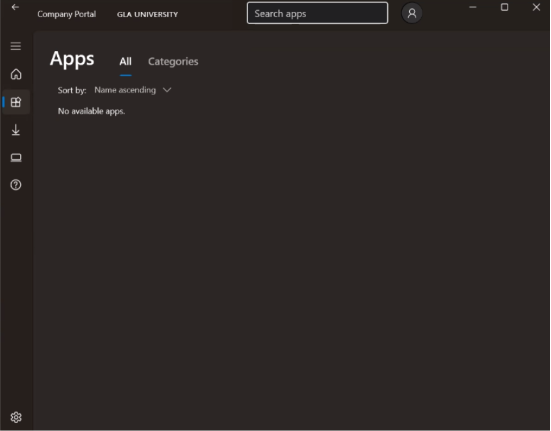 Company Portal GLA UNIVERSITY Search apps
Apps All Categories
Sort by: Name ascending
No available apps.